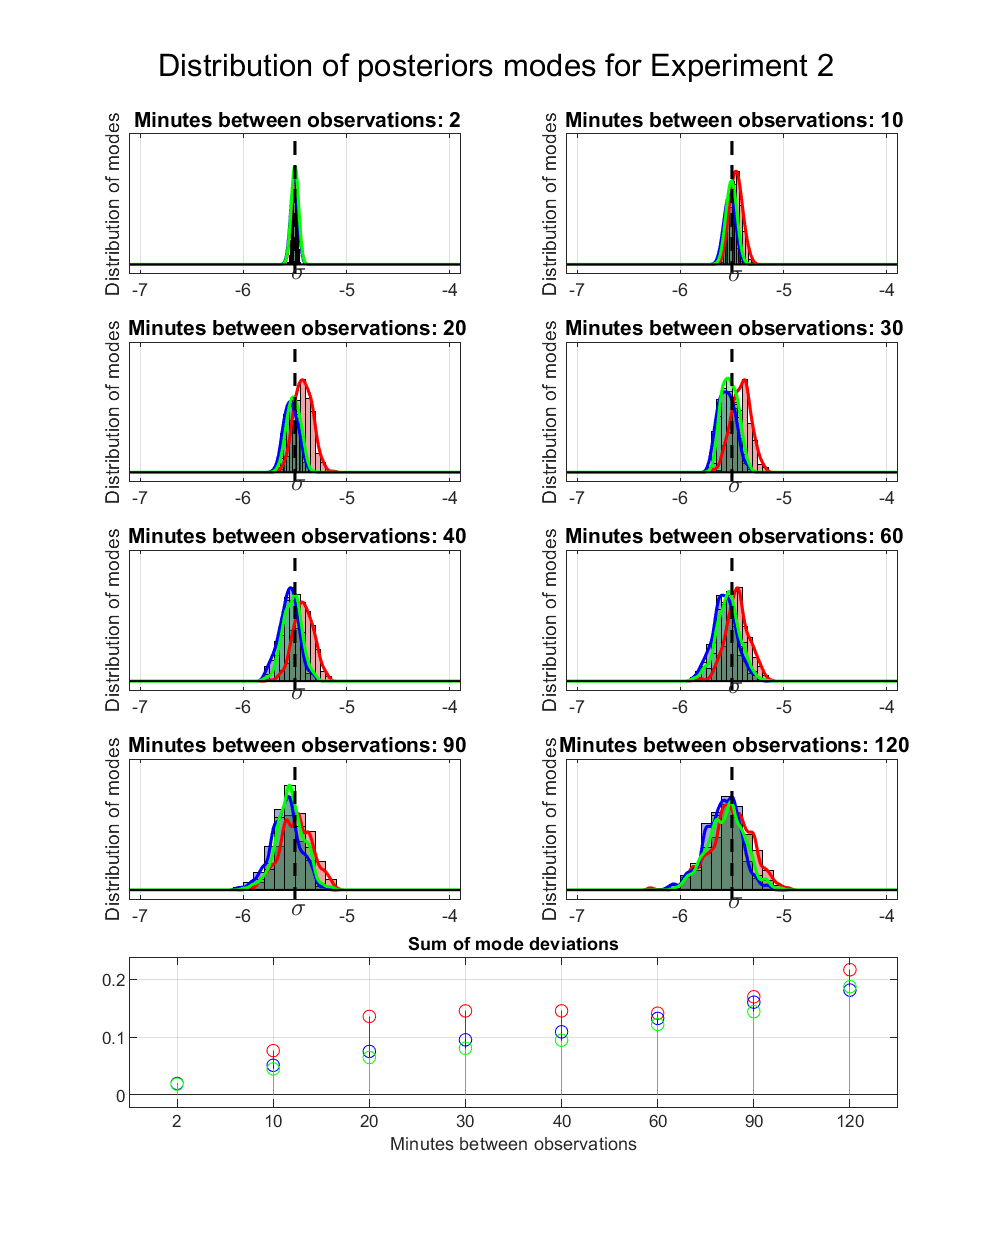 Distribution of posteriors modes for Experiment 2
Minutes between observations: 2
Distribution of modes
σ
-7 -6 -5 -4
Minutes between observations: 10
Distribution of modes
σ
-7 -6 -5 -4
Minutes between observations: 20
Distribution of modes
σ
-7 -6 -5 -4
Minutes between observations: 30
Distribution of modes
σ
-7 -6 -5 -4
Minutes between observations: 40
Distribution of modes
σ
-7 -6 -5 -4
Minutes between observations: 60
Distribution of modes
σ
-7 -6 -5 -4
Minutes between observations: 90
Distribution of modes
σ
-7 -6 -5 -4
Minutes between observations: 120
Distribution of modes
σ
-7 -6 -5 -4
Sum of mode deviations
0.2
0.1
0
2 10 20 30 40 60 90 120
Minutes between observations